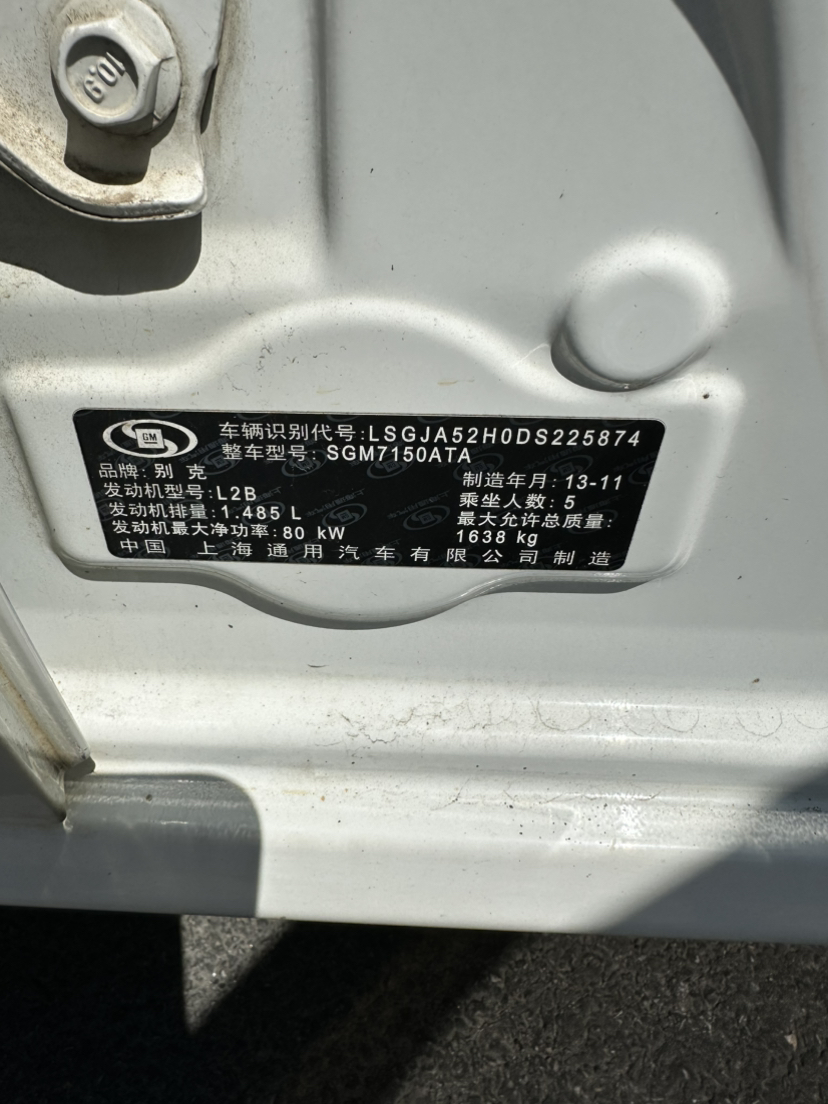 10.9
GM
车辆识别代号:LSGJA52H0DS225874
整车型号: SGM7150ATA
品牌: 别 克
制造年月: 13-11
发动机型号: L2B
乘坐人数: 5
发动机排量: 1.485 L
最大允许总质量:
发动机最大净功率: 80 kW
1638 kg
中国 上海通用汽车有限公司制造